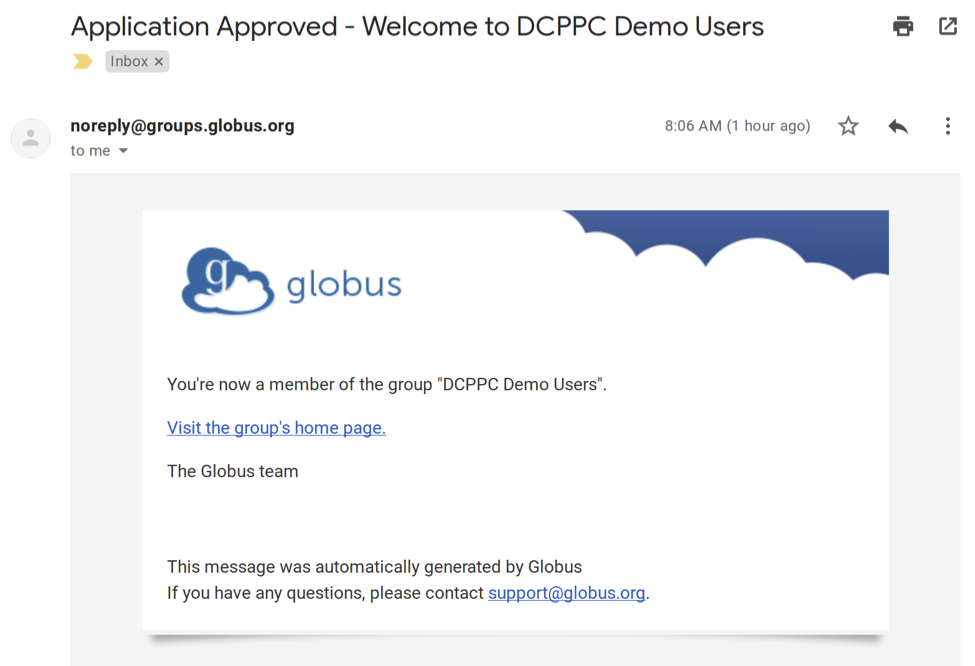 Application Approved - Welcome to DCPPC Demo Users
Inbox ×
noreply@groups.globus.org
8:06 AM (1 hour ago)
to me
g globus
You're now a member of the group "DCPPC Demo Users".
Visit the group's home page.
The Globus team
This message was automatically generated by Globus
If you have any questions, please contact support@globus.org.